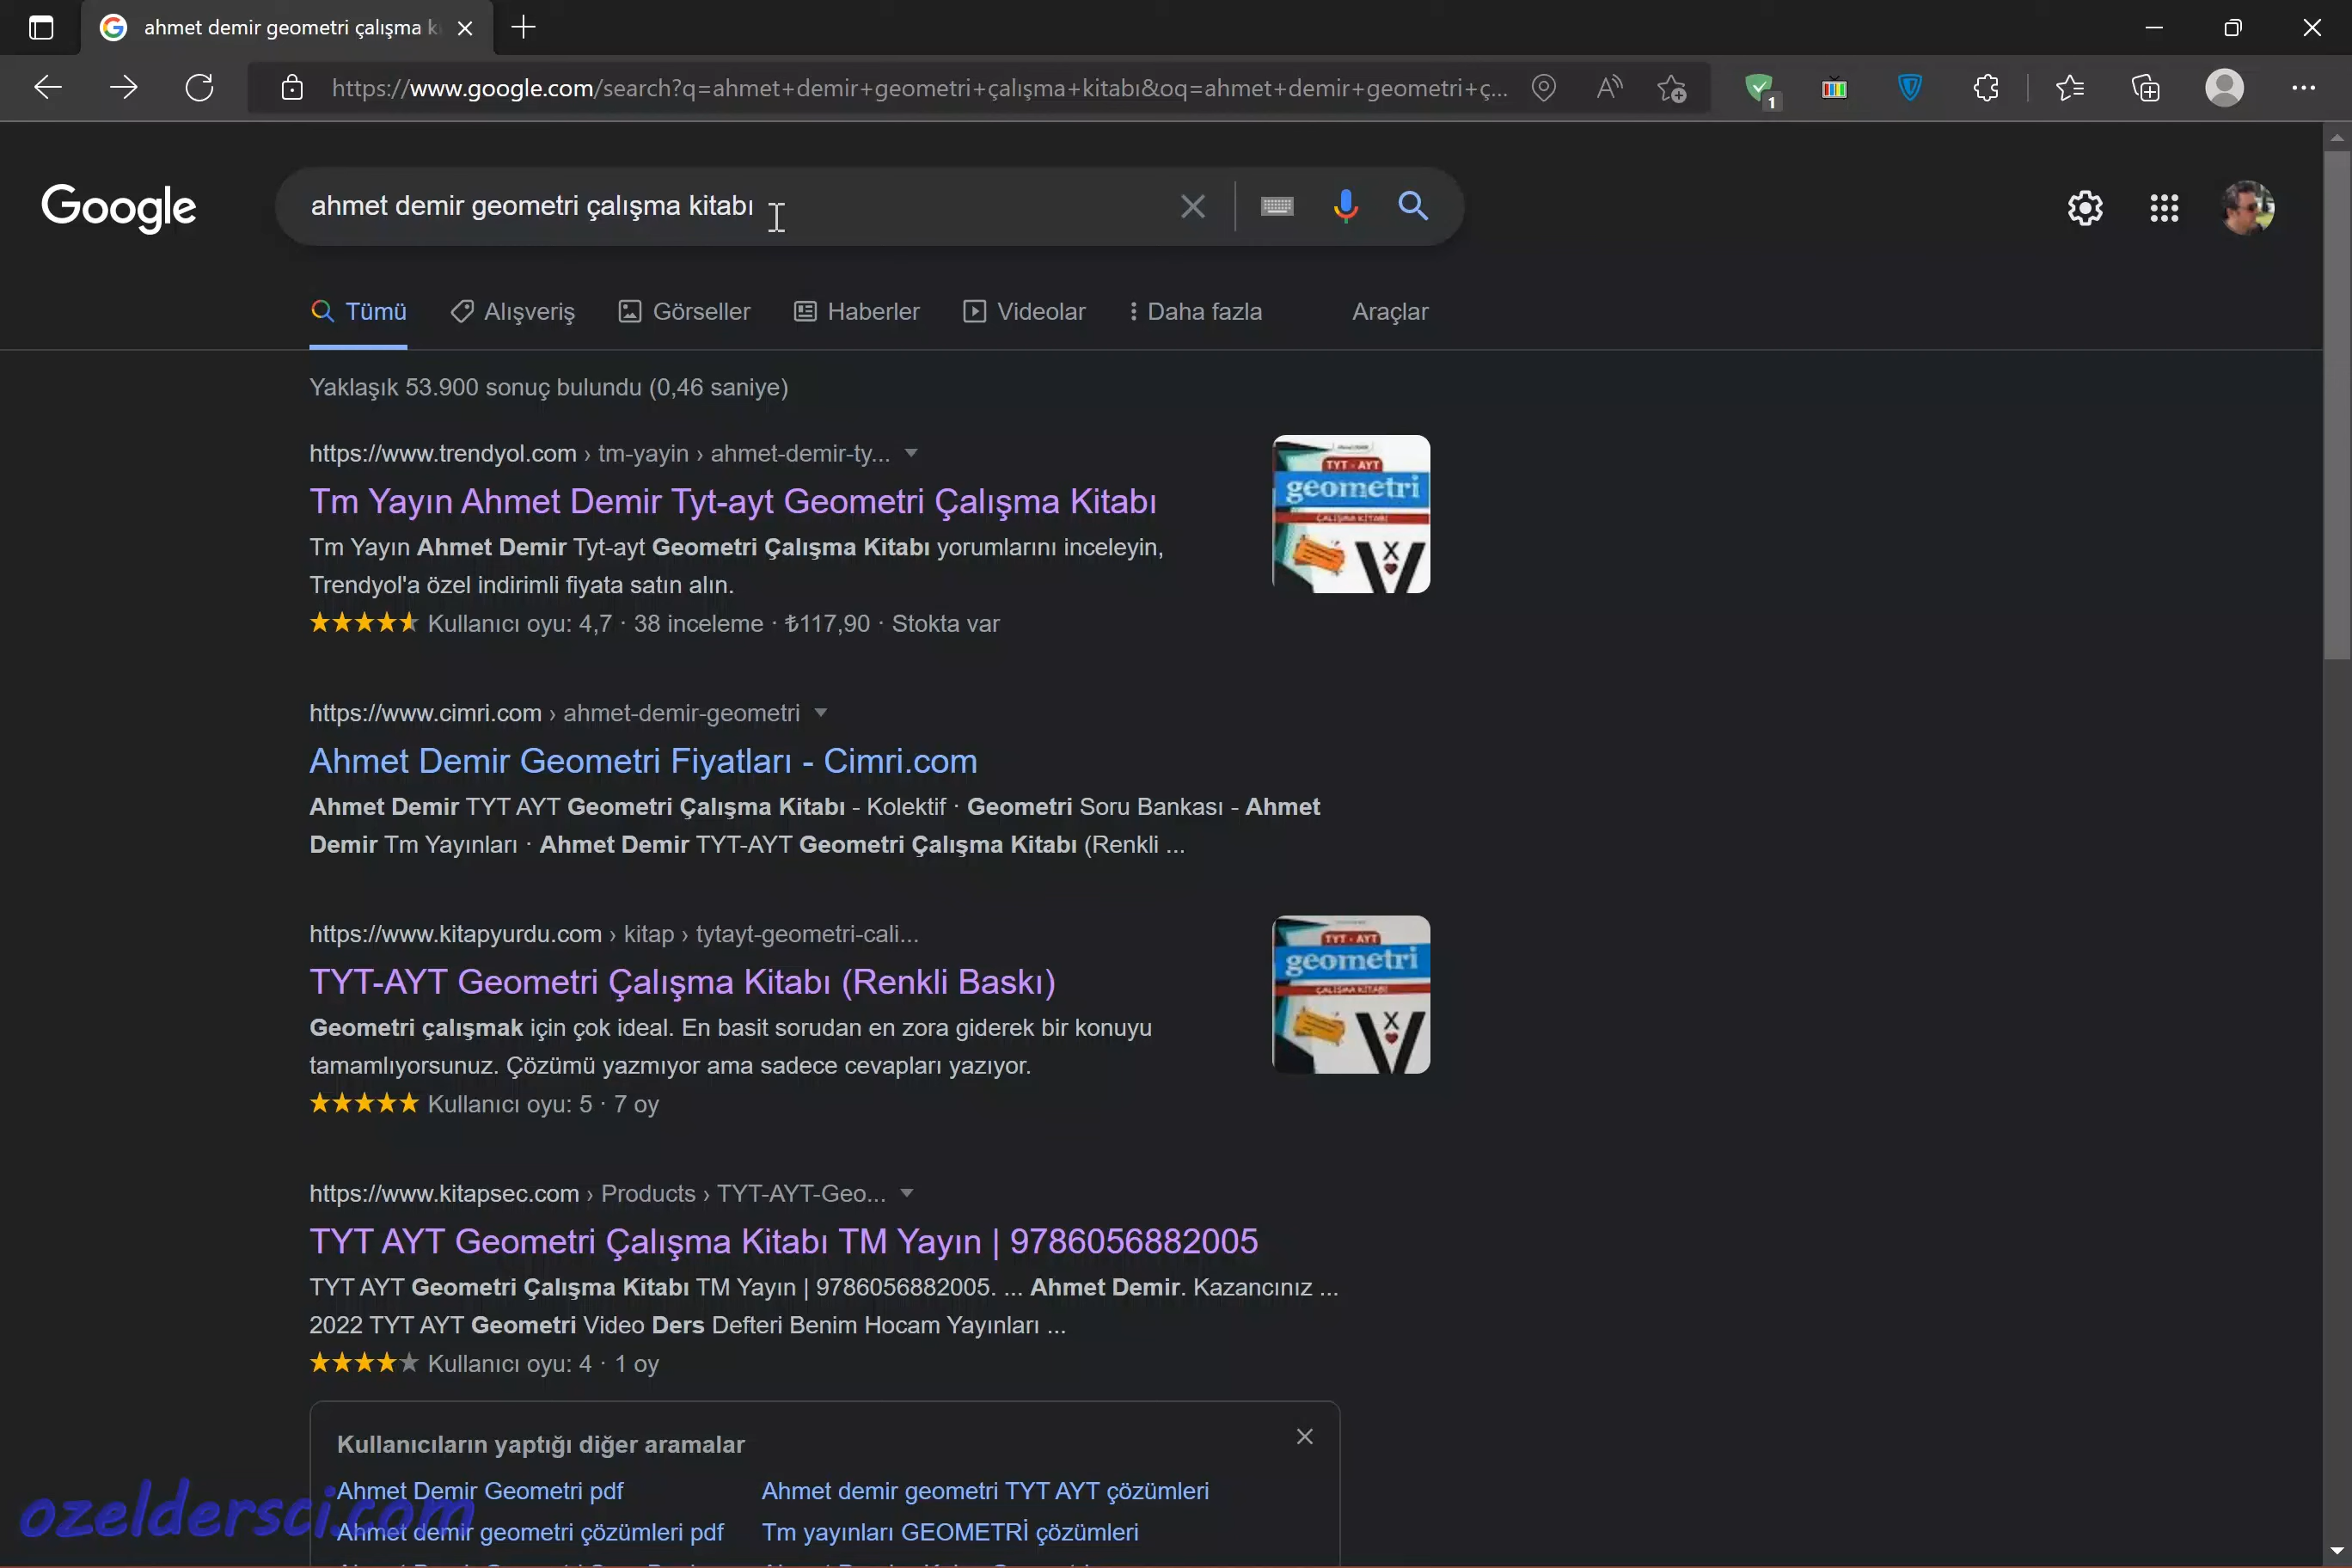 ahmet demir geometri çalışma k
https://www.google.com/search?q=ahmet+demir+geometri+çalışma+kitabı&oq=ahmet+demir+geometri+ç...
1
Google
ahmet demir geometri çalışma kitabı
Tümü Alışveriş Görseller Haberler Videolar Daha fazla Araçlar
Yaklaşık 53.900 sonuç bulundu (0,46 saniye)
https://www.trendyol.com › tm-yayin › ahmet-demir-ty...
Tm Yayın Ahmet Demir Tyt-ayt Geometri Çalışma Kitabı
Tm Yayın Ahmet Demir Tyt-ayt Geometri Çalışma Kitabı yorumlarını inceleyin,
Trendyol'a özel indirimli fiyata satın alın.
Kullanıcı oyu: 4,7 · 38 inceleme · ₺117,90 · Stokta var
TYT - AYT
geometri
ÇALIŞMA KİTABI
X
https://www.cimri.com › ahmet-demir-geometri
Ahmet Demir Geometri Fiyatları - Cimri.com
Ahmet Demir TYT AYT Geometri Çalışma Kitabı - Kolektif · Geometri Soru Bankası - Ahmet
Demir Tm Yayınları · Ahmet Demir TYT-AYT Geometri Çalışma Kitabı (Renkli ...
https://www.kitapyurdu.com › kitap › tytayt-geometri-cali...
TYT-AYT Geometri Çalışma Kitabı (Renkli Baskı)
Geometri çalışmak için çok ideal. En basit sorudan en zora giderek bir konuyu
tamamlıyorsunuz. Çözümü yazmıyor ama sadece cevapları yazıyor.
Kullanıcı oyu: 5 · 7 oy
TYT - AYT
geometri
ÇALIŞMA KİTABI
X
https://www.kitapsec.com › Products › TYT-AYT-Geo...
TYT AYT Geometri Çalışma Kitabı TM Yayın | 9786056882005
TYT AYT Geometri Çalışma Kitabı TM Yayın | 9786056882005. ... Ahmet Demir. Kazancınız ...
2022 TYT AYT Geometri Video Ders Defteri Benim Hocam Yayınları ...
Kullanıcı oyu: 4 · 1 oy
Kullanıcıların yaptığı diğer aramalar
Ahmet Demir Geometri pdf
Ahmet demir geometri TYT AYT çözümleri
Ahmet demir geometri çözümleri pdf
Tm yayınları GEOMETRİ çözümleri
ozeldersci.com